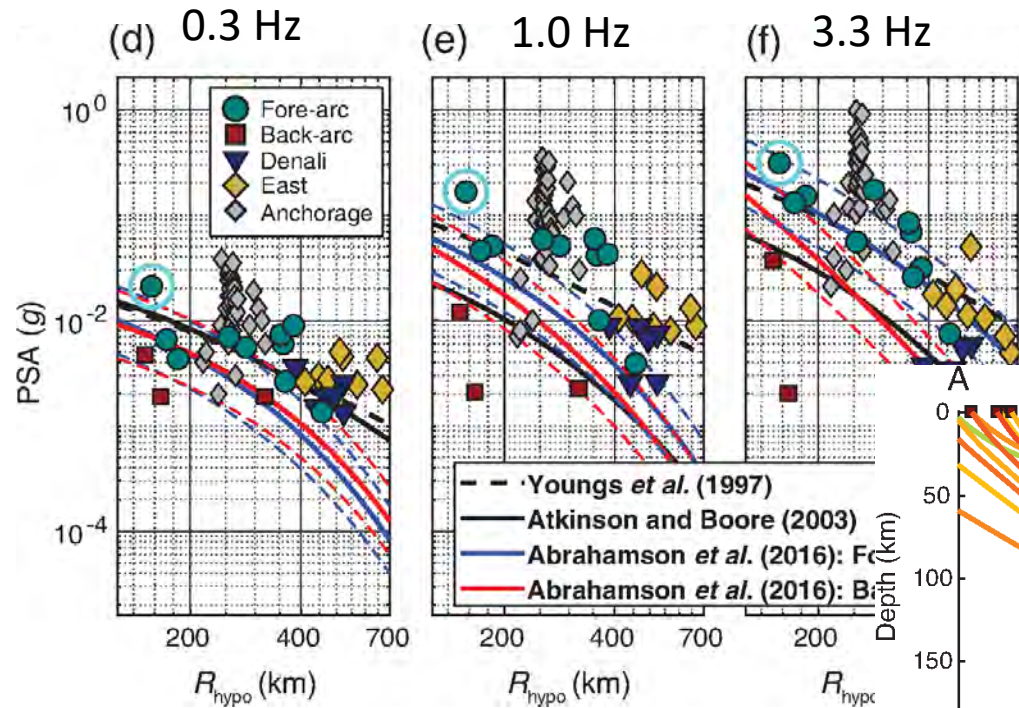 (d) 0.3 Hz
(e) 1.0 Hz
(f) 3.3 Hz
10⁰
10⁻²
10⁻⁴
PSA (g)
Fore-arc
Back-arc
Denali
East
Anchorage
Youngs et al. (1997)
Atkinson and Boore (2003)
Abrahamson et al. (2016): Fo
Abrahamson et al. (2016): Ba
200 400 700
200 400 700
200
R_hypo (km)
R_hypo (km)
R_hypo
A
0
50
100
150
Depth (km)